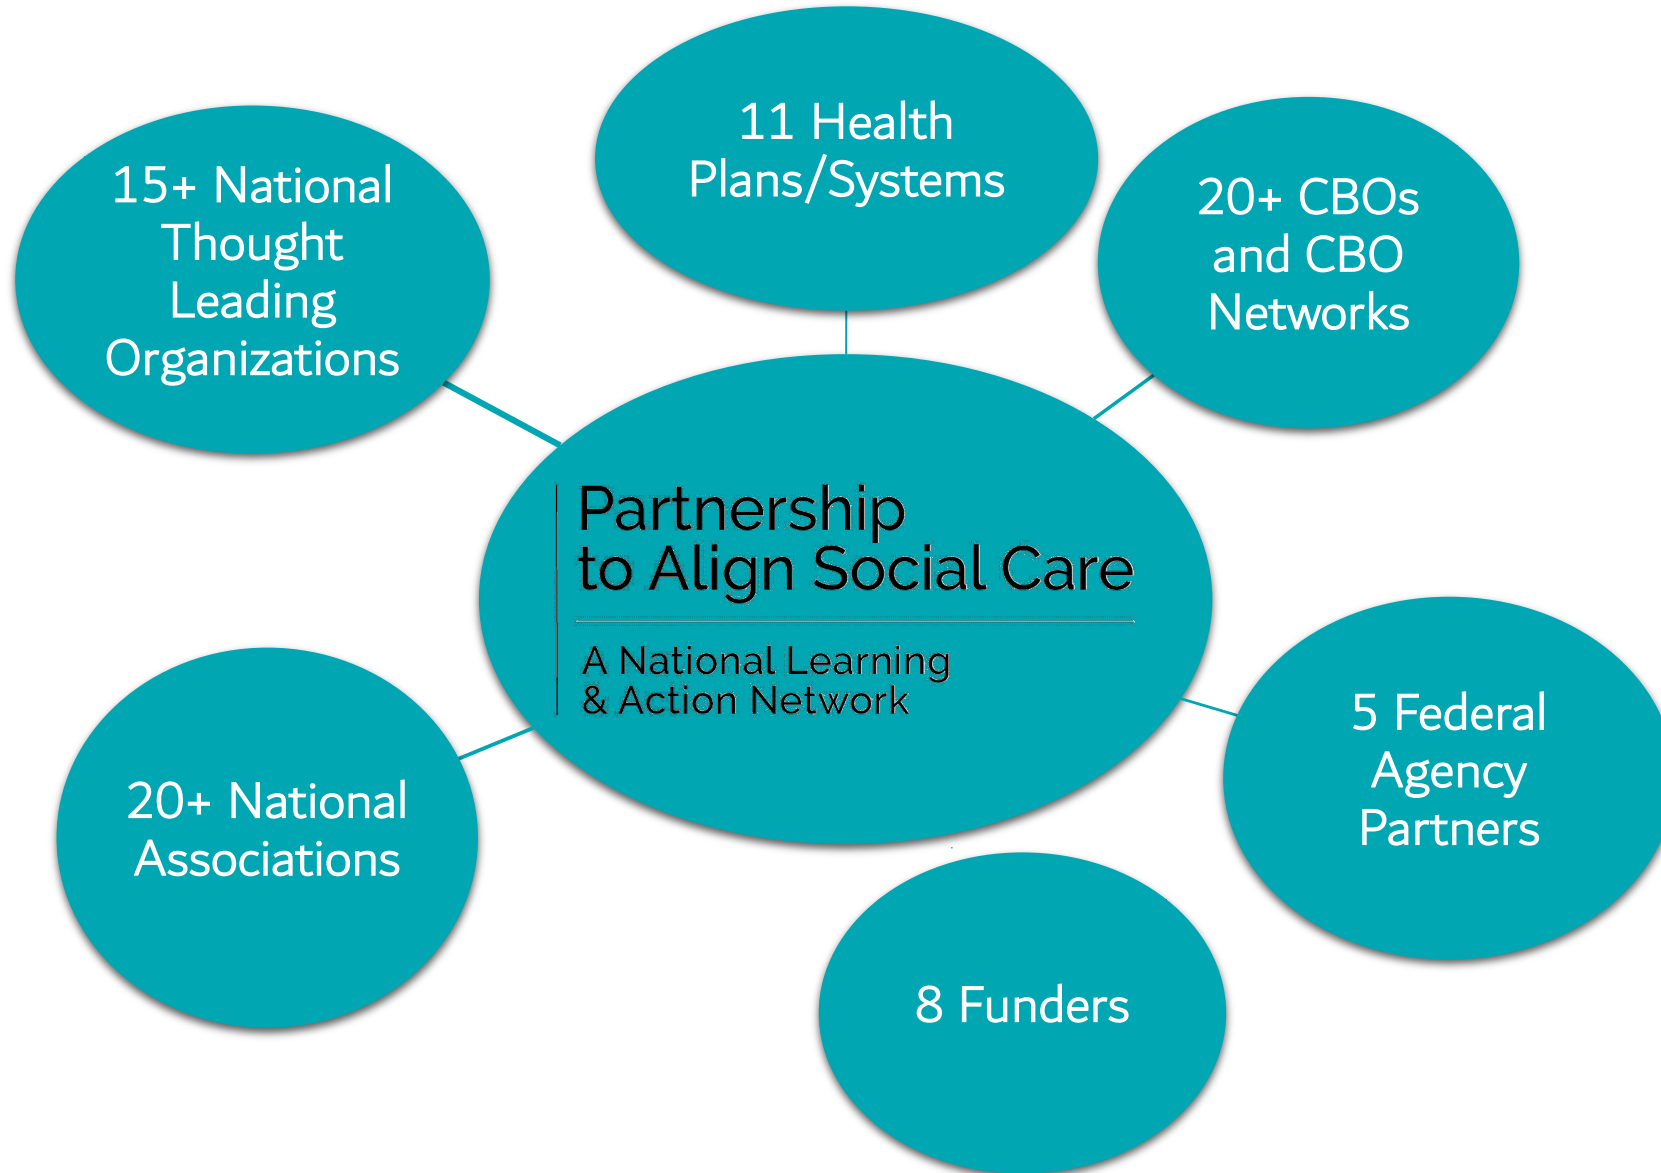 11 Health
Plans/Systems
15+ National
Thought
Leading
Organizations
20+ CBOs
and CBO
Networks
Partnership
to Align Social Care
A National Learning
& Action Network
5 Federal
Agency
Partners
20+ National
Associations
8 Funders